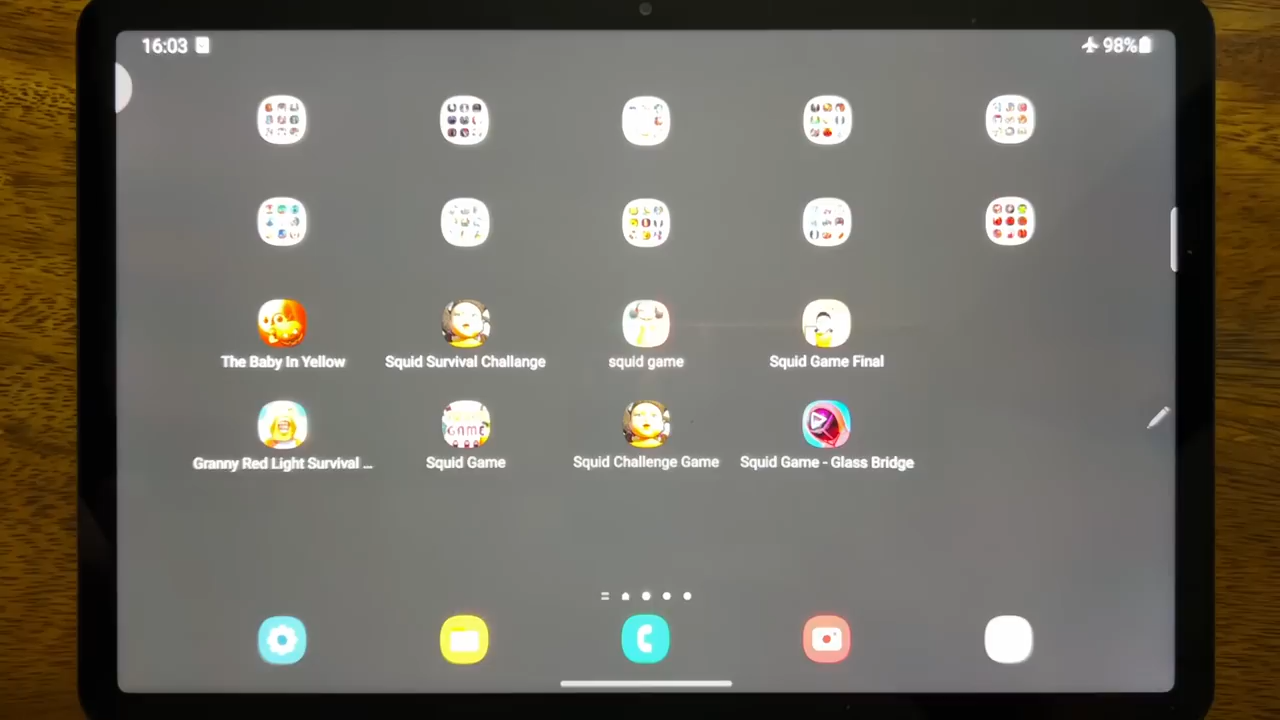 16:03
98%
The Baby In Yellow
Squid Survival Challange
squid game
Squid Game Final
Granny Red Light Survival ...
GAME
Squid Game
Squid Challenge Game
Squid Game - Glass Bridge